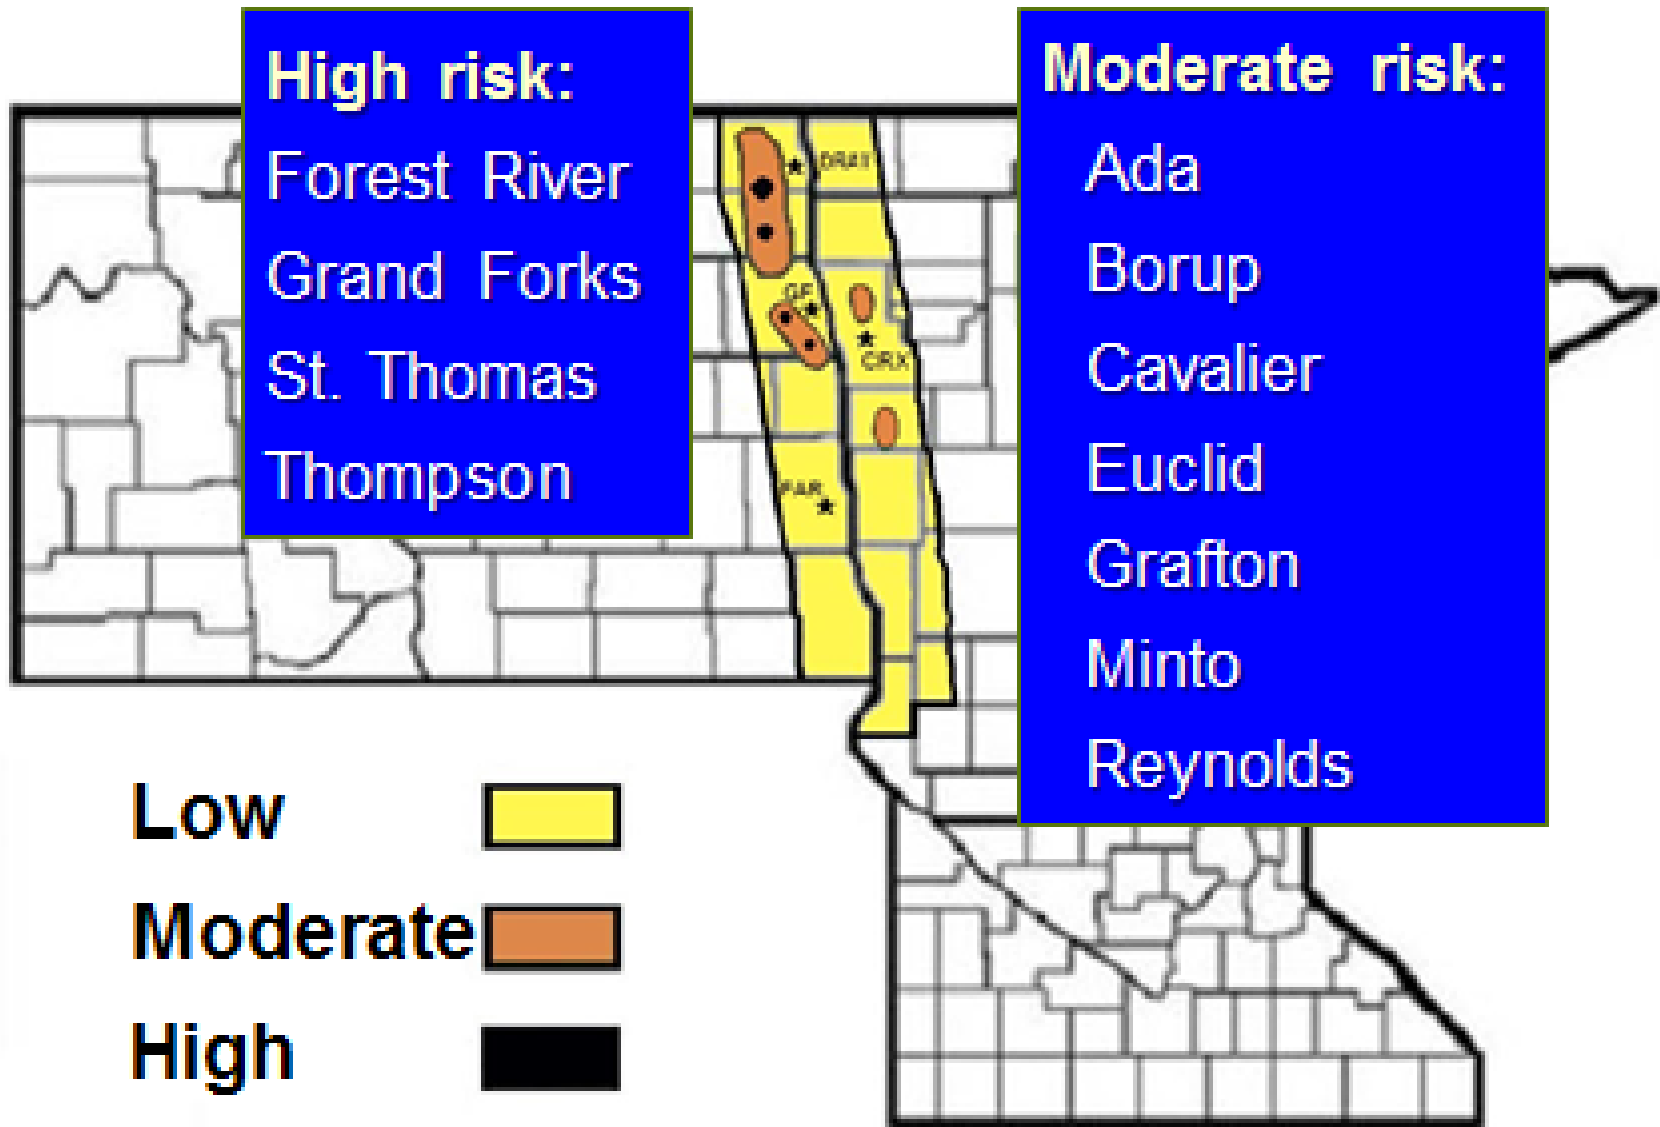 High risk:
Forest River
Grand Forks
St. Thomas
Thompson
Moderate risk:
Ada
Borup
Cavalier
Euclid
Grafton
Minto
Reynolds
DRAY
GF
CRX
FAR
Low
Moderate
High